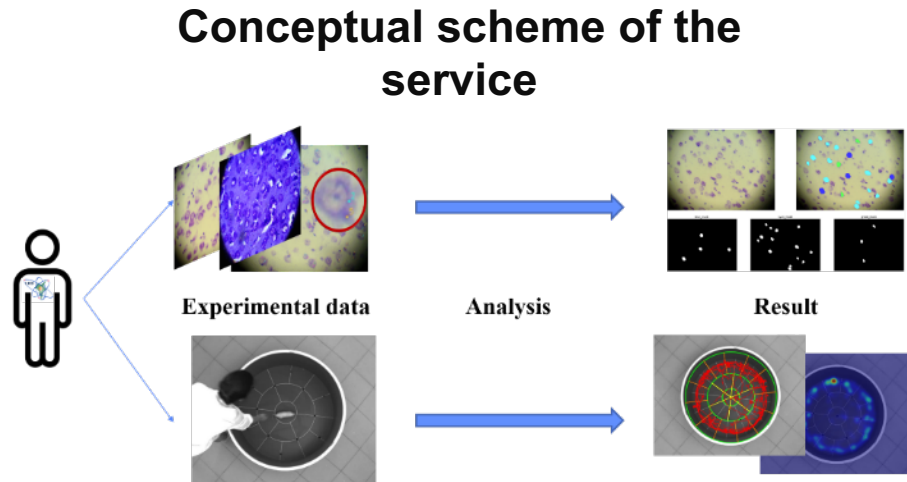 Conceptual scheme of the
service
Experimental data
Analysis
Result